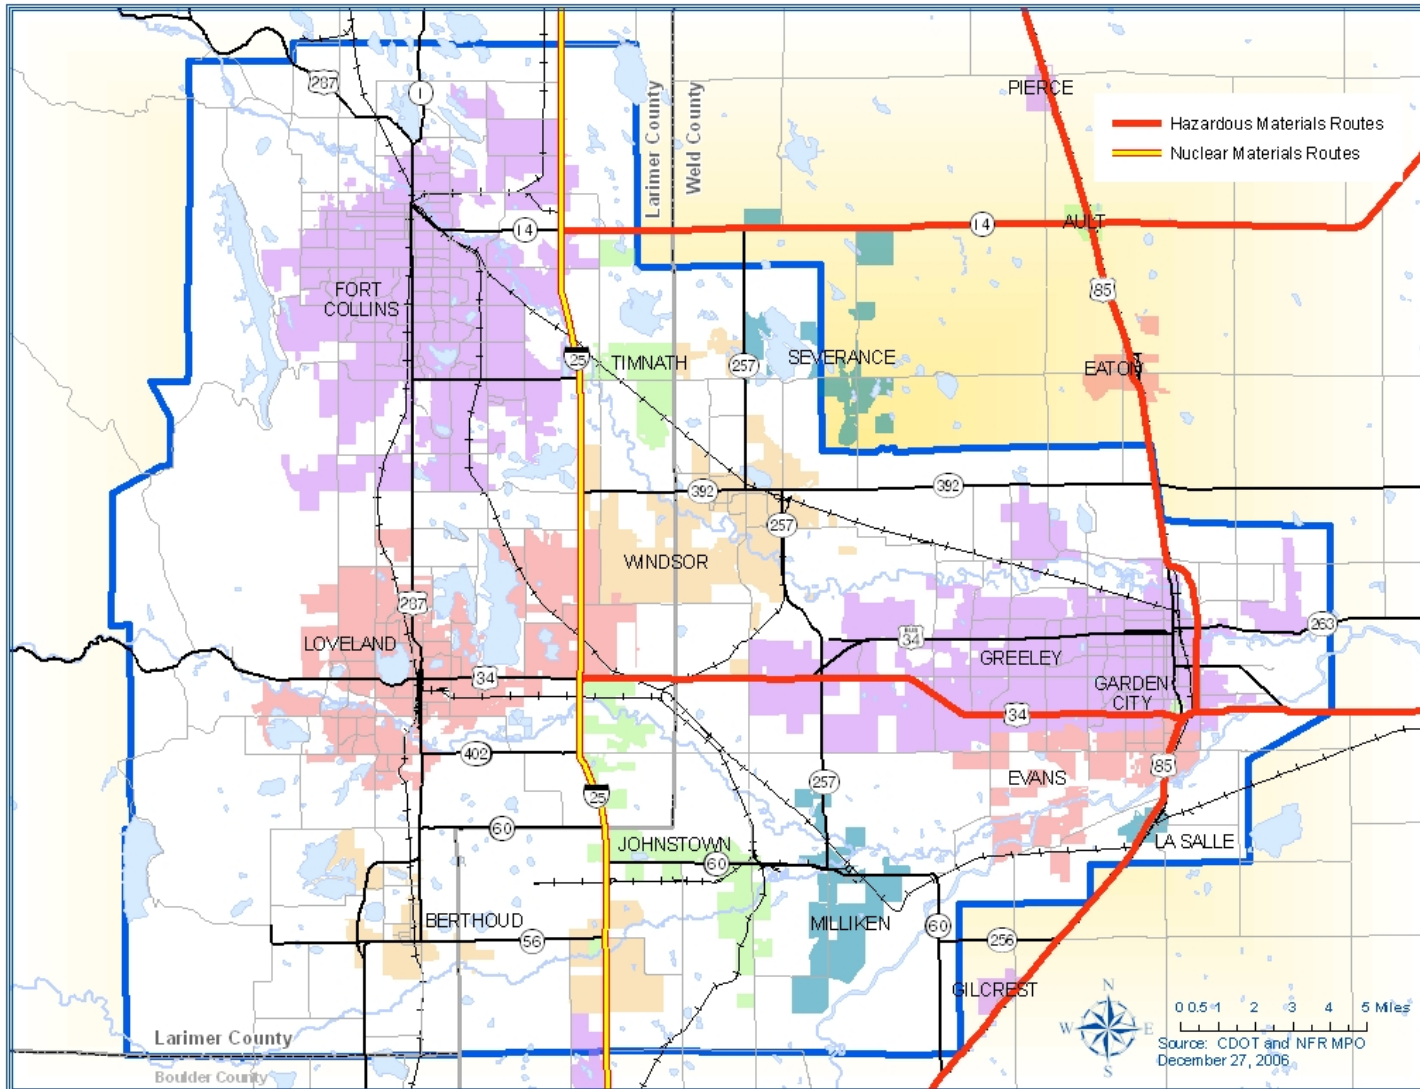 287
1
Larimer County
Weld County
PIERCE
Hazardous Materials Routes
Nuclear Materials Routes
14
14
AULT
FORT
COLLINS
85
25
TIMNATH
257
SEVERANCE
EATON
392
392
257
WINDSOR
287
LOVELAND
BUS
34
263
GREELEY
34
GARDEN
CITY
34
402
257
EVANS
85
25
60
JOHNSTOWN
60
LA SALLE
BERTHOUD
56
MILLIKEN
60
256
GILCREST
N
W E
S
0 0.5 1 2 3 4 5 Miles
Source: CDOT and NFR MPO
December 27, 2006
Larimer County
Boulder County